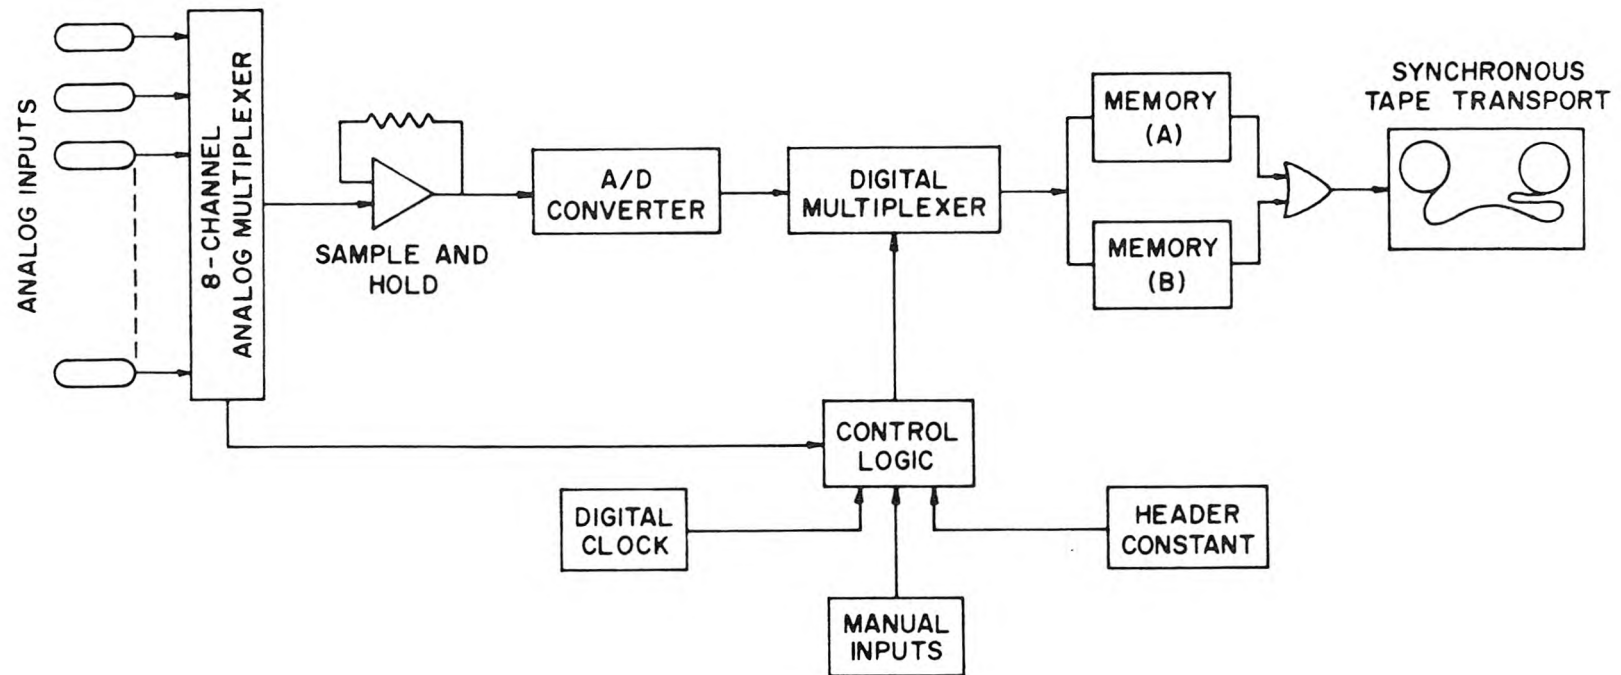 ANALOG INPUTS
8-CHANNEL
ANALOG MULTIPLEXER
SAMPLE AND
HOLD
A/D
CONVERTER
DIGITAL
MULTIPLEXER
MEMORY
(A)
MEMORY
(B)
SYNCHRONOUS
TAPE TRANSPORT
CONTROL
LOGIC
DIGITAL
CLOCK
MANUAL
INPUTS
HEADER
CONSTANT